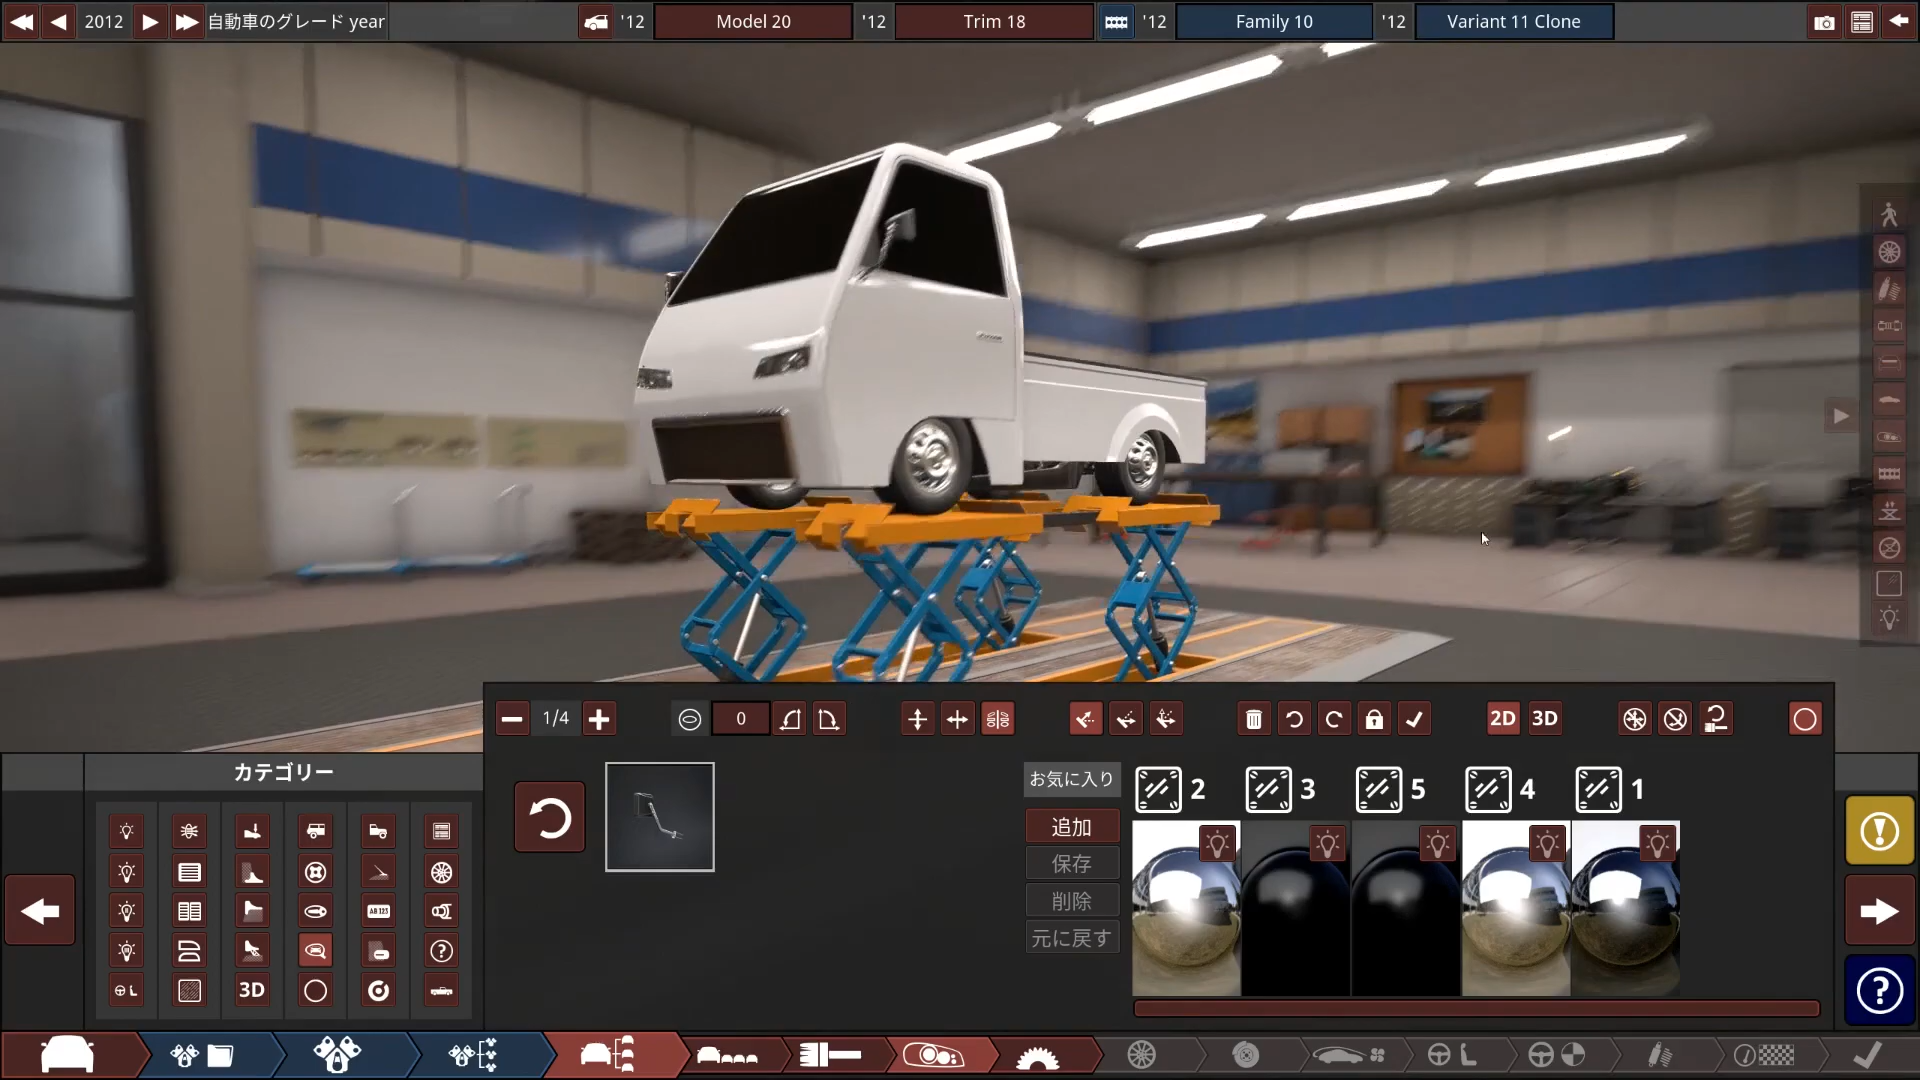 2012 自動車のグレード year '12 Model 20 '12 Trim 18 '12 Family 10 '12 Variant 11 Clone
1/4 0 2D 3D
カテゴリー
お気に入り 2 3 5 4 1
追加
保存
削除
元に戻す
AB 123
3D